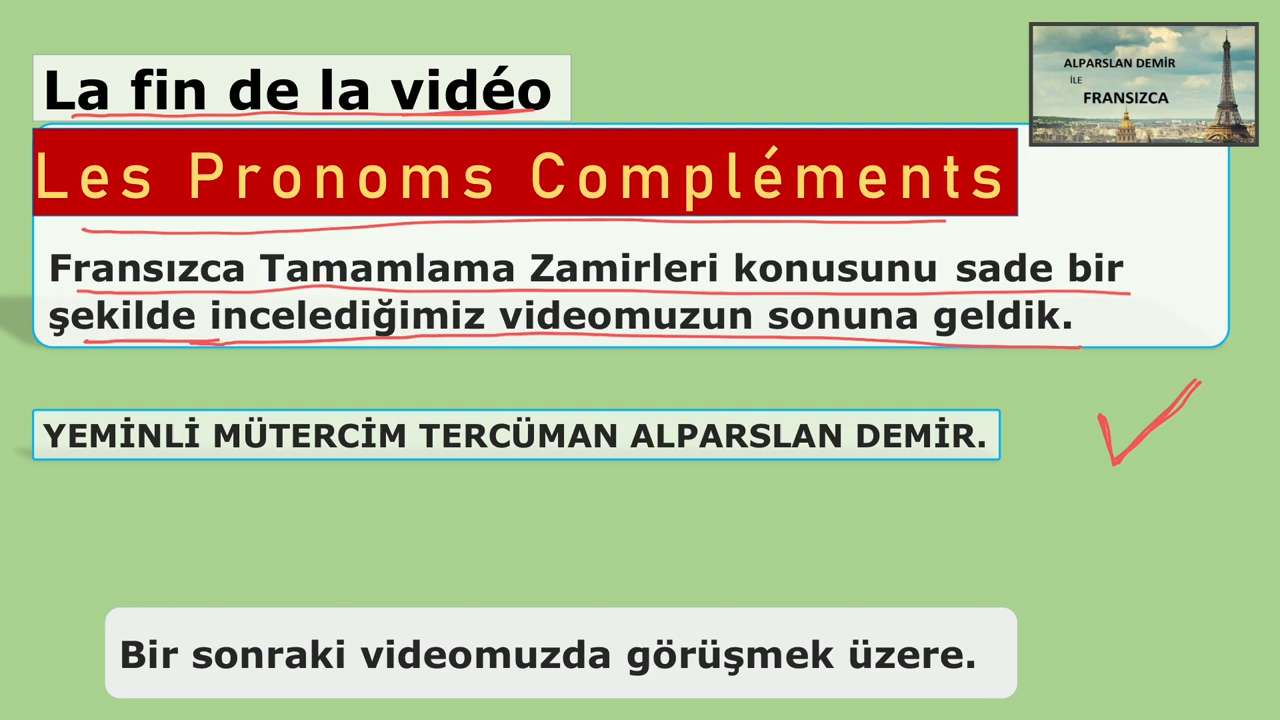 La fin de la vidéo
ALPARSLAN DEMİR
İLE
FRANSIZCA
Les Pronoms Compléments
Fransızca Tamamlama Zamirleri konusunu sade bir
şekilde incelediğimiz videomuzun sonuna geldik.
YEMİNLİ MÜTERCİM TERCÜMAN ALPARSLAN DEMİR.
Bir sonraki videomuzda görüşmek üzere.